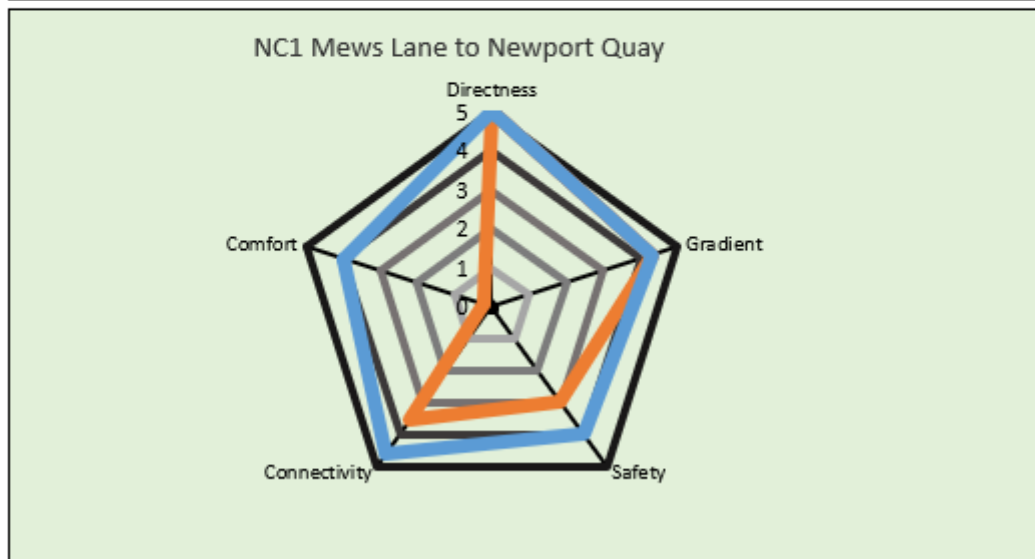 NC1 Mews Lane to Newport Quay
Directness
5
4
3
2
1
0
Comfort
Gradient
Connectivity
Safety